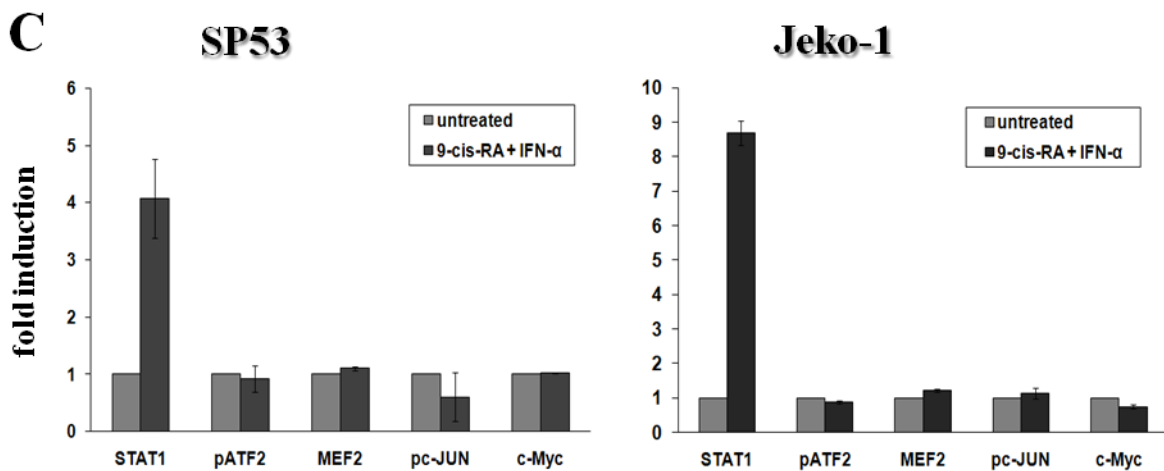 C
SP53
Jeko-1
fold induction
6
5
4
3
2
1
0
untreated
9-cis-RA + IFN-α
STAT1 pATF2 MEF2 pc-JUN c-Myc
10
9
8
7
6
5
4
3
2
1
0
untreated
9-cis-RA + IFN-α
STAT1 pATF2 MEF2 pc-JUN c-Myc